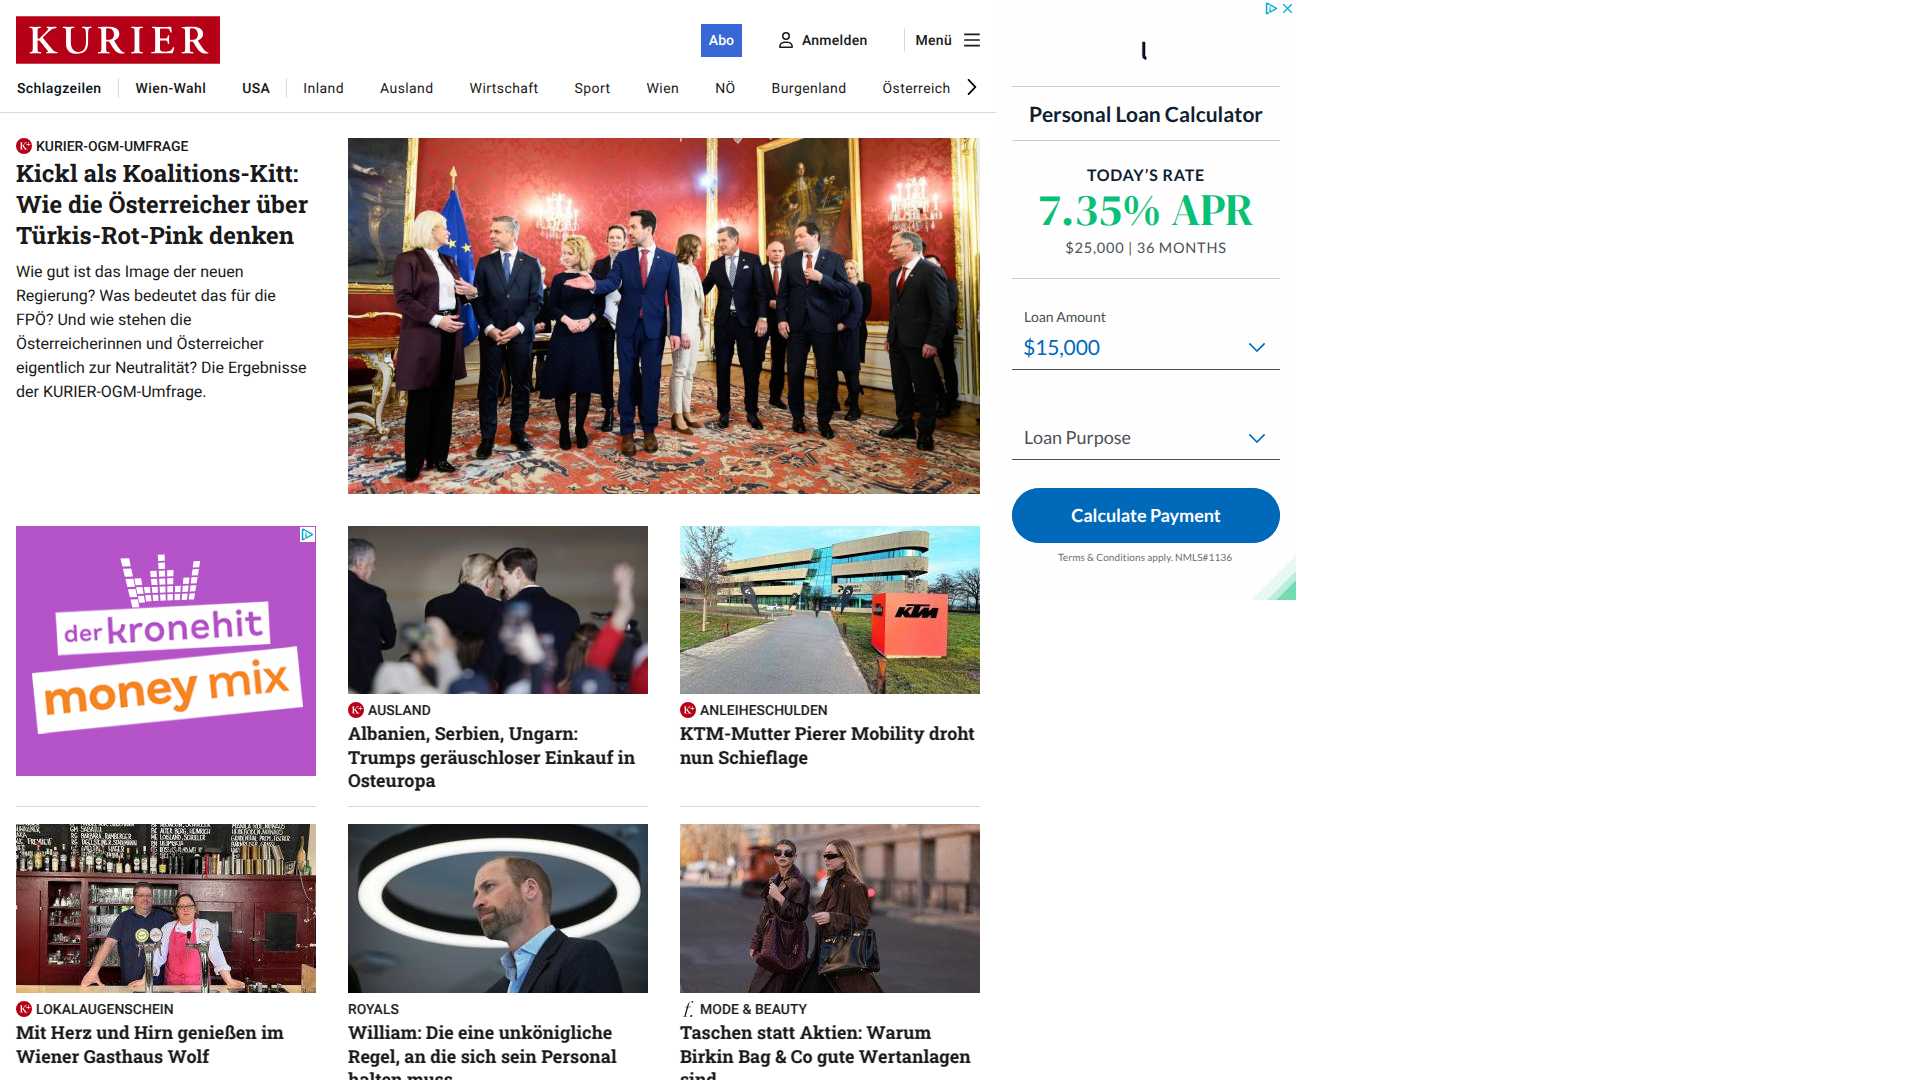 KURIER
Abo
Anmelden
Menü
Schlagzeilen
Wien-Wahl
USA
Inland
Ausland
Wirtschaft
Sport
Wien
NÖ
Burgenland
Österreich
KURIER-OGM-UMFRAGE
Kickl als Koalitions-Kitt:
Wie die Österreicher über
Türkis-Rot-Pink denken
Wie gut ist das Image der neuen
Regierung? Was bedeutet das für die
FPÖ? Und wie stehen die
Österreicherinnen und Österreicher
eigentlich zur Neutralität? Die Ergebnisse
der KURIER-OGM-Umfrage.
der kronehit
money mix
K+ AUSLAND
Albanien, Serbien, Ungarn:
Trumps geräuschloser Einkauf in
Osteuropa
KTM
K+ ANLEIHESCHULDEN
KTM-Mutter Pierer Mobility droht
nun Schieflage
K+ LOKALAUGENSCHEIN
Mit Herz und Hirn genießen im
Wiener Gasthaus Wolf
ROYALS
William: Die eine unkönigliche
Regel, an die sich sein Personal
halten muss
f. MODE & BEAUTY
Taschen statt Aktien: Warum
Birkin Bag & Co gute Wertanlagen
sind
Personal Loan Calculator
TODAY'S RATE
7.35% APR
$25,000 | 36 MONTHS
Loan Amount
$15,000
Loan Purpose
Calculate Payment
Terms & Conditions apply. NMLS#1136